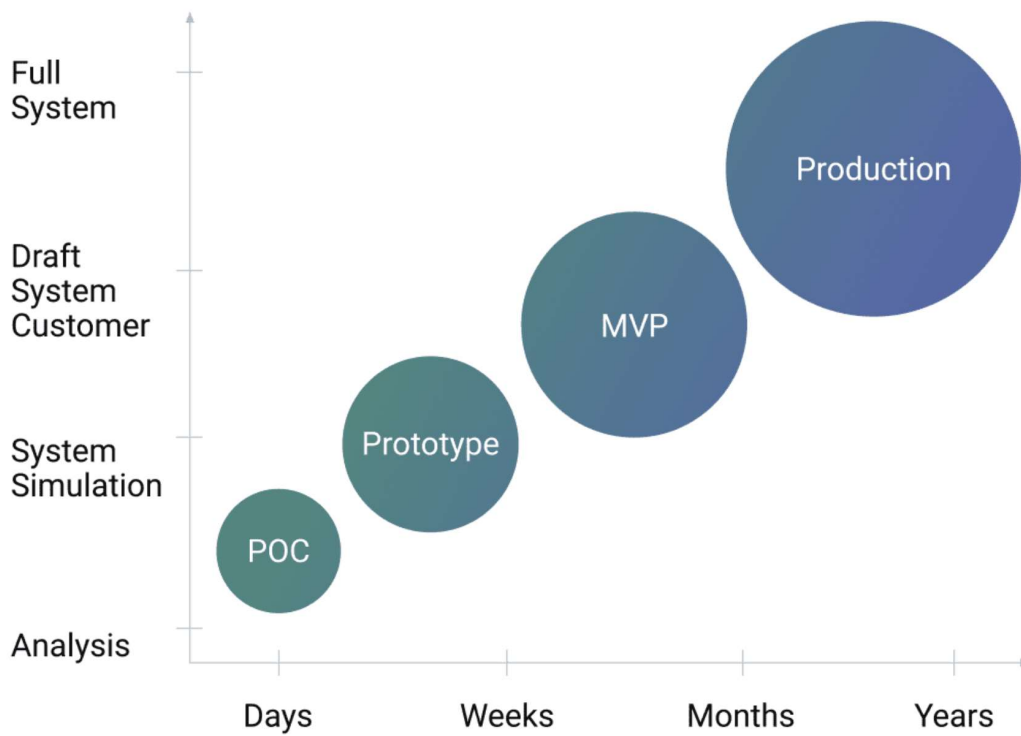 Full
System
Production
Draft
System
Customer
MVP
Prototype
System
Simulation
POC
Analysis
Days
Weeks
Months
Years